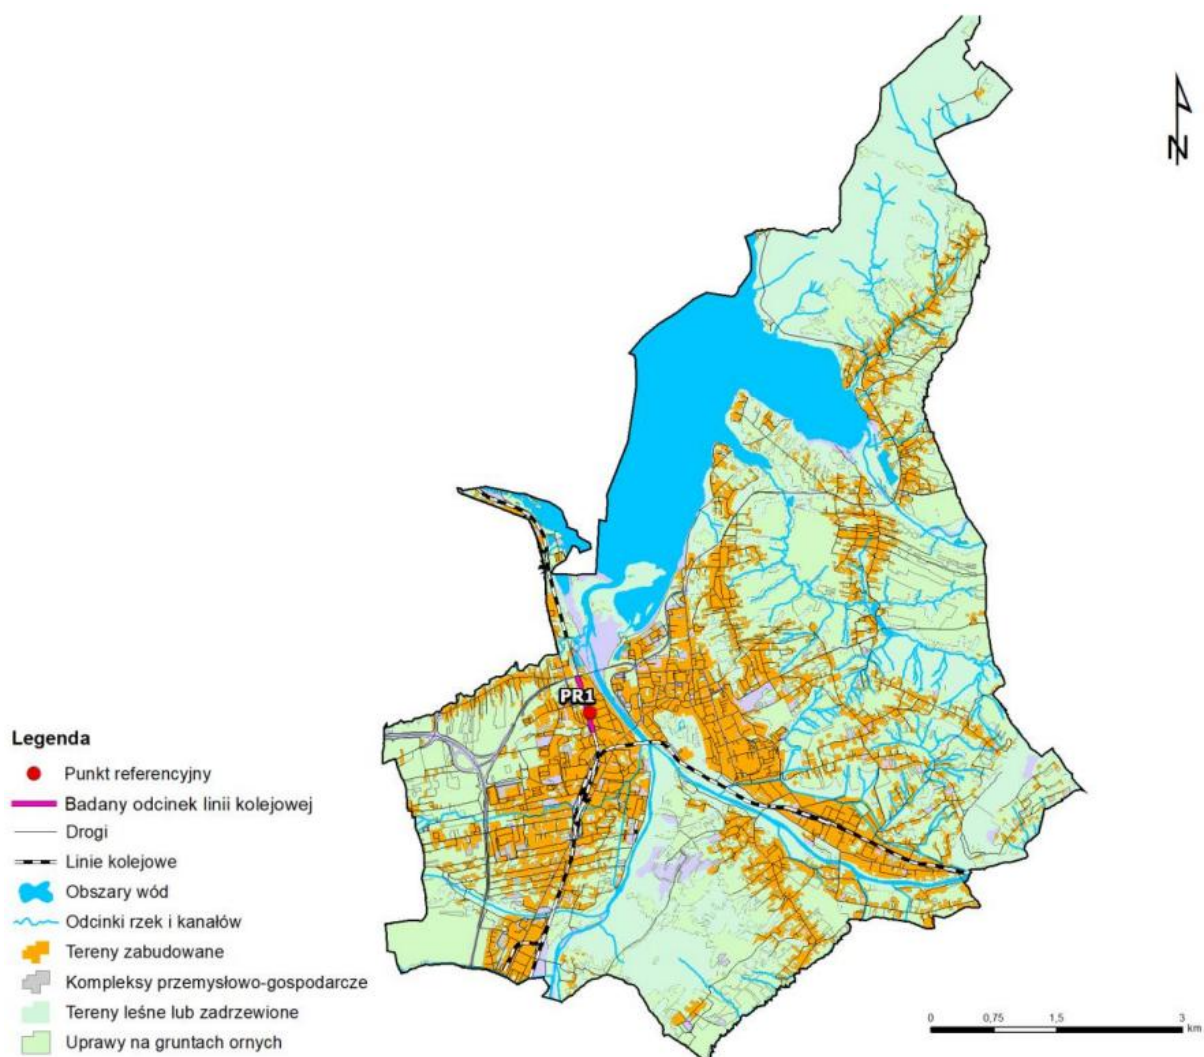 N
PR1
Legenda
Punkt referencyjny
Badany odcinek linii kolejowej
Drogi
Linie kolejowe
Obszary wód
Odcinki rzek i kanałów
Tereny zabudowane
Kompleksy przemysłowo-gospodarcze
Tereny leśne lub zadrzewione
Uprawy na gruntach ornych
0 0,75 1,5 3
km